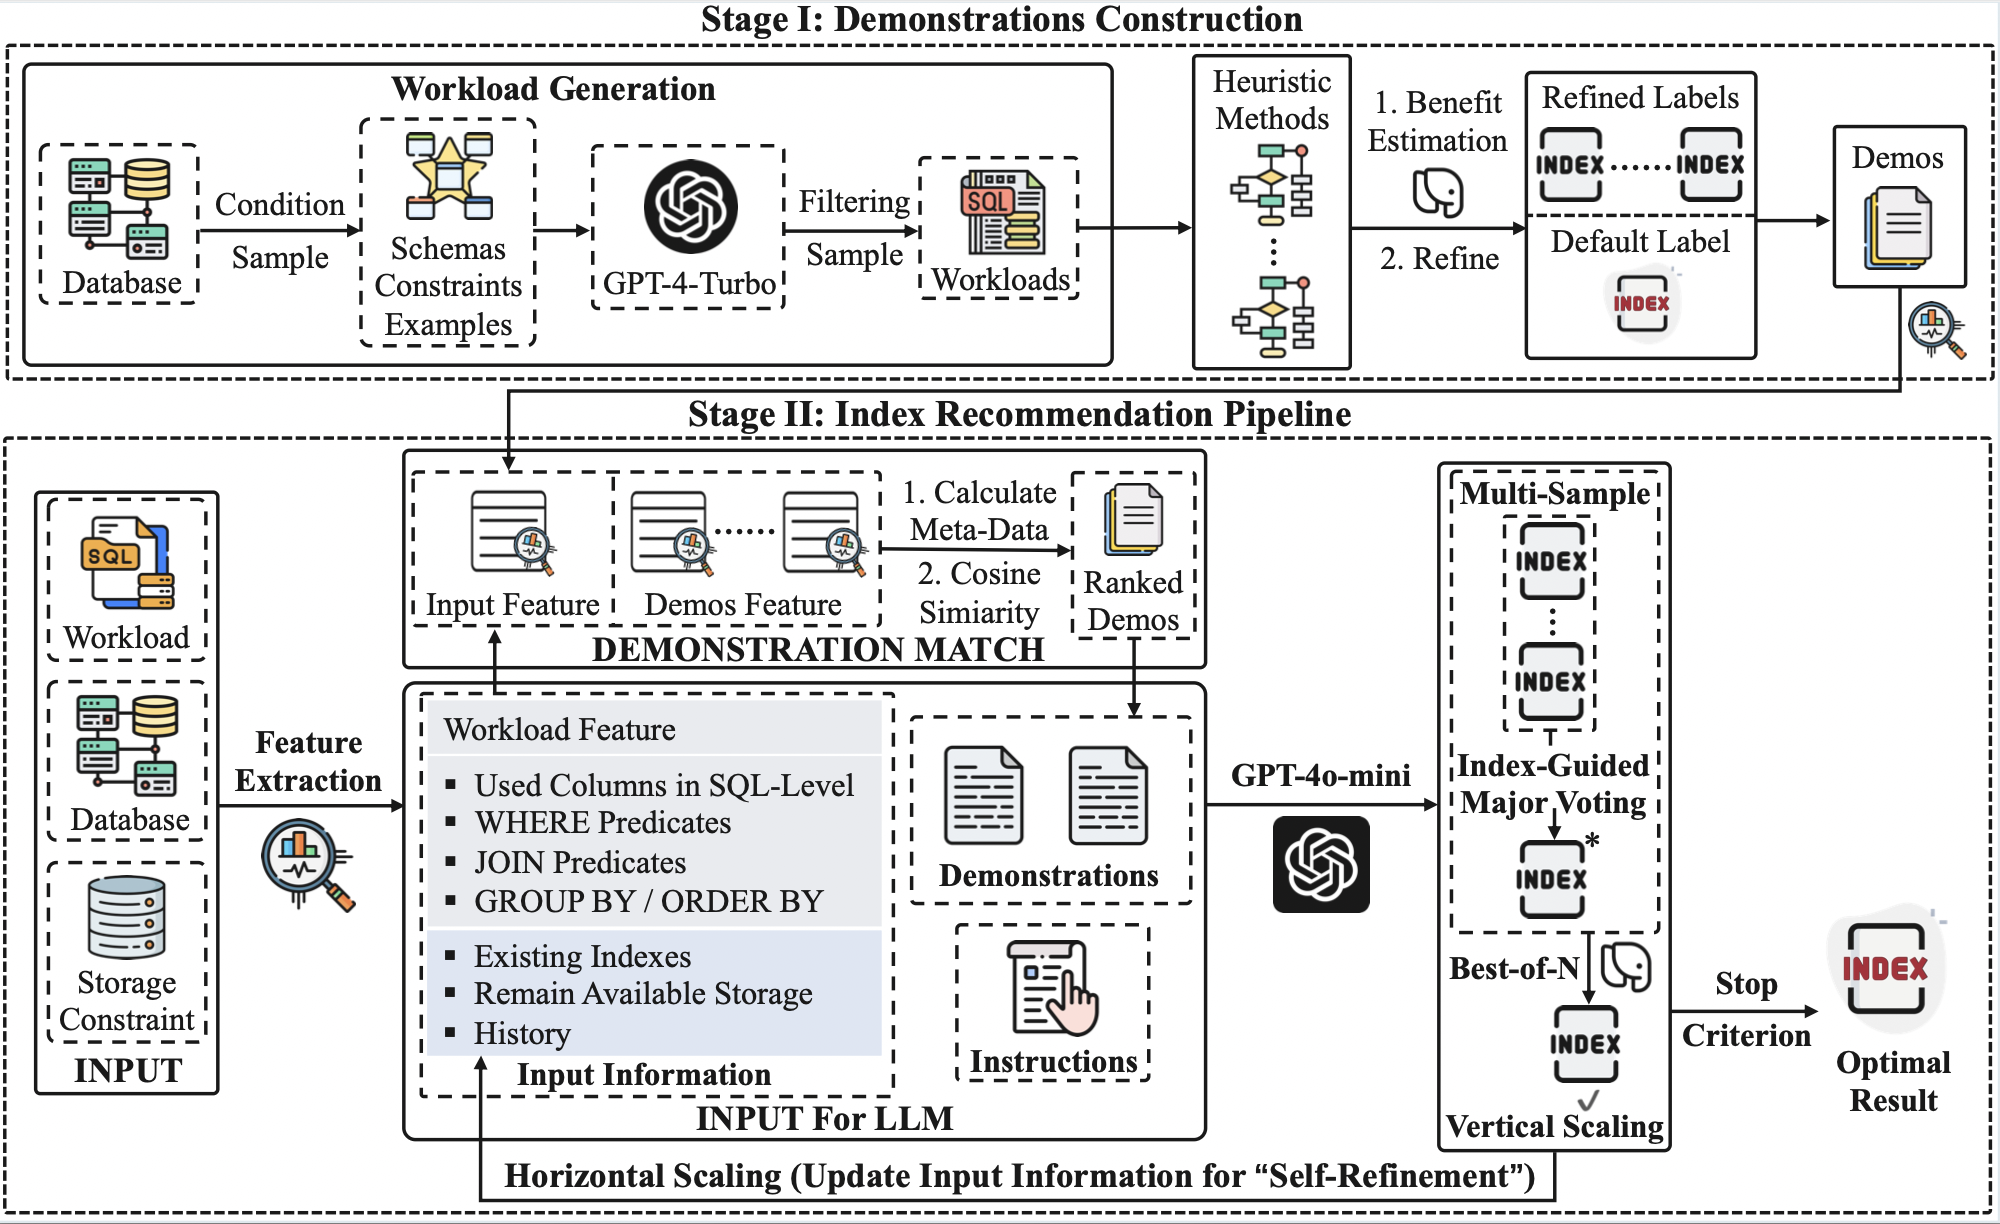 Stage I: Demonstrations Construction
Workload Generation
Database
Condition
Sample
Schemas
Constraints
Examples
GPT-4-Turbo
Filtering
Sample
SQL
Workloads
Heuristic
Methods
1. Benefit
Estimation
2. Refine
Refined Labels
INDEX ...... INDEX
Default Label
INDEX
Demos
Stage II: Index Recommendation Pipeline
SQL
Workload
Database
Storage
Constraint
INPUT
Feature
Extraction
Input Feature
Demos Feature
1. Calculate
Meta-Data
2. Cosine
Simiarity
Ranked
Demos
DEMONSTRATION MATCH
Workload Feature
▪ Used Columns in SQL-Level
▪ WHERE Predicates
▪ JOIN Predicates
▪ GROUP BY / ORDER BY
▪ Existing Indexes
▪ Remain Available Storage
▪ History
Input Information
Demonstrations
Instructions
INPUT For LLM
GPT-4o-mini
Multi-Sample
INDEX
INDEX
Index-Guided
Major Voting
INDEX *
Best-of-N
INDEX
Vertical Scaling
Stop
Criterion
INDEX
Optimal
Result
Horizontal Scaling (Update Input Information for “Self-Refinement”)